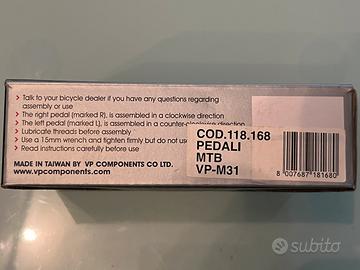 > Talk to your bicycle dealer if you have any questions regarding
assembly or use
> The right pedal (marked R), is assembled in a clockwise direction
> The left pedal (marked L), is assembled in a counter-clockwise direction
> Lubricate threads before assembly
> Use a 15mm wrench and tighten firmly but do not
> Read instructions carefully before use
MADE IN TAIWAN BY VP COMPONENTS CO LTD.
www.vpcomponents.com
COD.118.168
PEDALI
MTB
VP-M31
8 007687 181680
subito